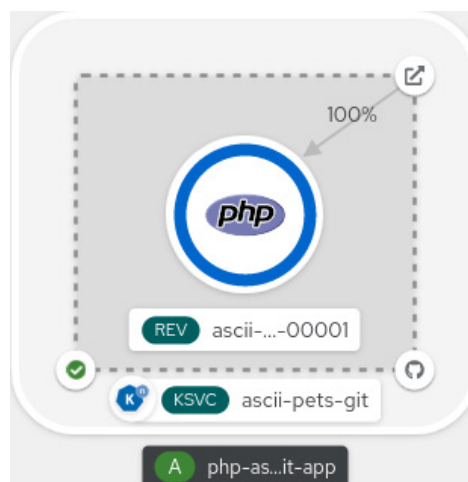 100%
php
REV ascii-...-00001
K n
KSVC ascii-pets-git
A php-as...it-app